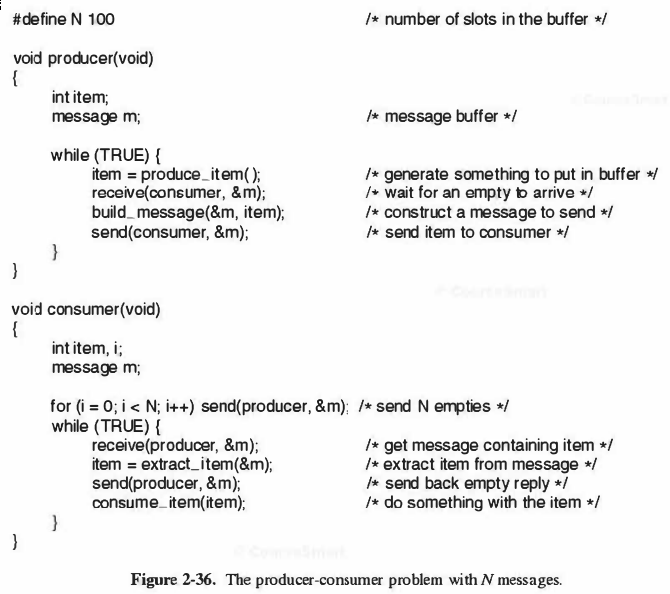 #define N 100 /* number of slots in the buffer */
void producer(void)
{
int item;
message m; /* message buffer */
while (TRUE) {
item = produce_item( ); /* generate something to put in buffer */
receive(consumer, &m); /* wait for an empty to arrive */
build_message(&m, item); /* construct a message to send */
send(consumer, &m); /* send item to consumer */
}
}
void consumer(void)
{
int item, i;
message m;
for (i = 0; i < N; i++) send(producer, &m); /* send N empties */
while (TRUE) {
receive(producer, &m); /* get message containing item */
item = extract_item(&m); /* extract item from message */
send(producer, &m); /* send back empty reply */
consume_item(item); /* do something with the item */
}
}
Figure 2-36. The producer-consumer problem with N messages.